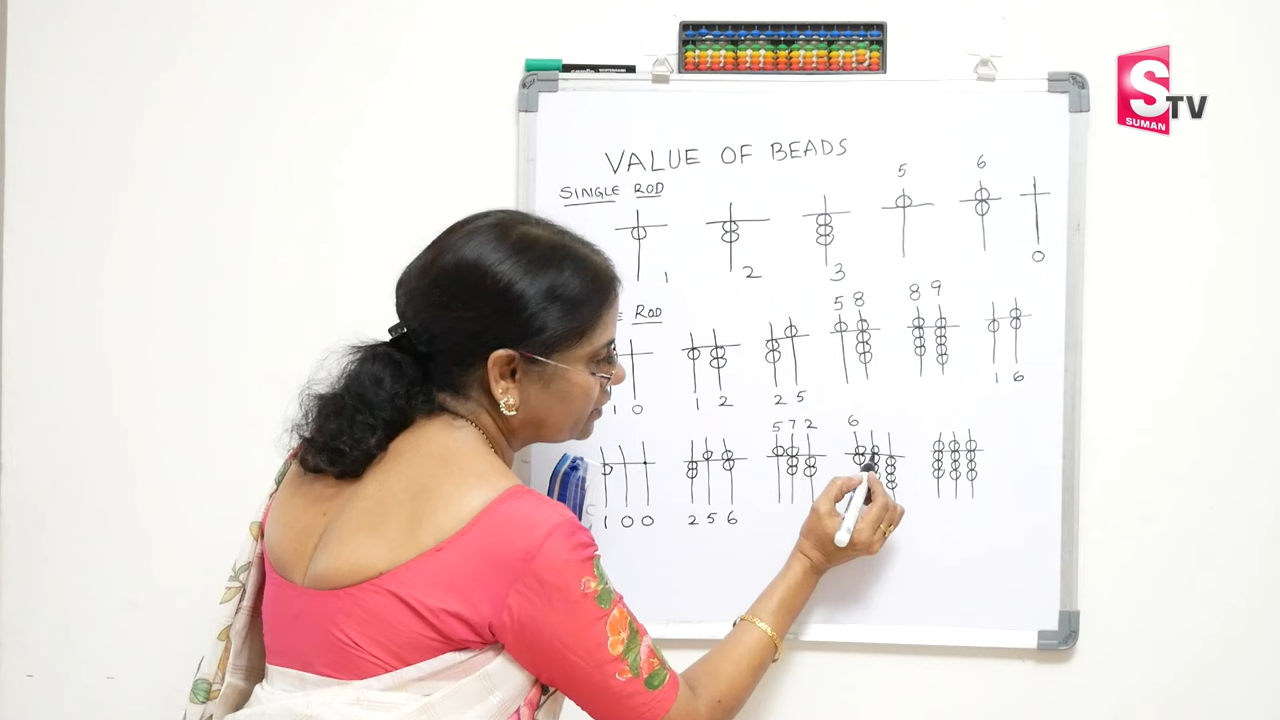 S TV
SUMAN
VALUE OF BEADS
SINGLE ROD
5 6
1 2 3 0
ROD
5 8 8 9
1 0 1 2 2 5 1 6
5 7 2 6
1 0 0 2 5 6